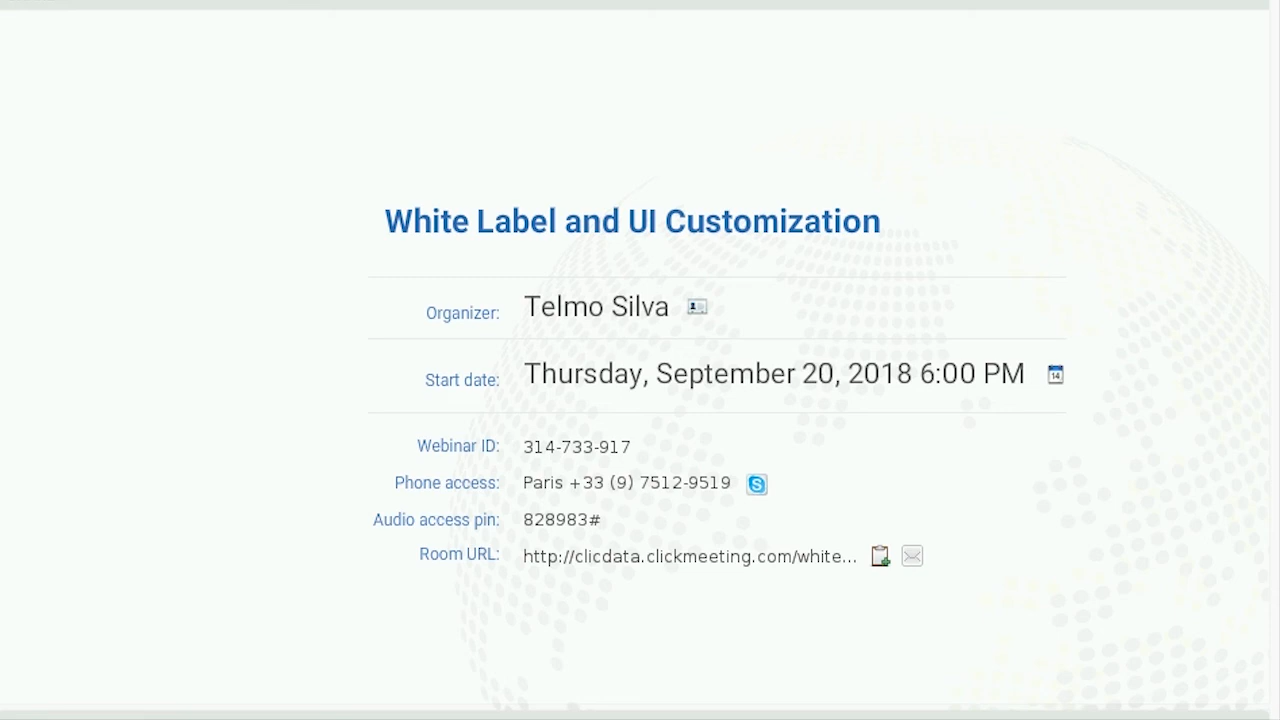 White Label and UI Customization
Organizer: Telmo Silva
Start date: Thursday, September 20, 2018 6:00 PM
14
Webinar ID: 314-733-917
Phone access: Paris +33 (9) 7512-9519
Audio access pin: 828983#
Room URL: http://clicdata.clickmeeting.com/white...